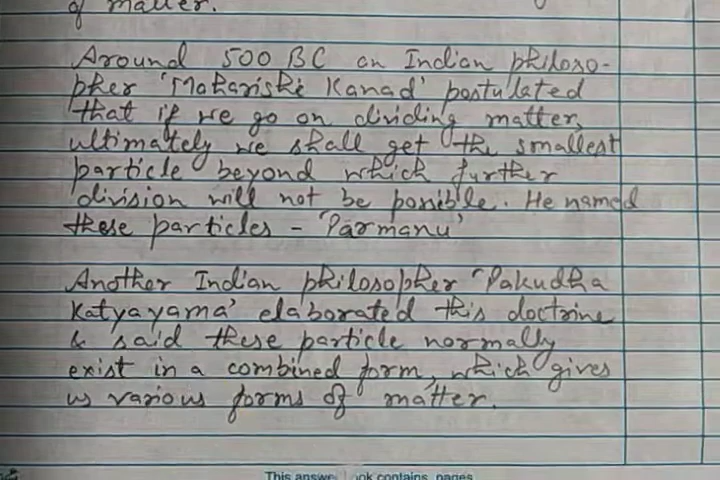 of matter.
Around 500 BC an Indian philoso-
pher 'Maharishi Kanad' postulated
that if we go on dividing matter,
ultimately we shall get the smallest
particle beyond which further
division will not be possible. He named
these particles - 'Parmanu'
Another Indian philosopher 'Pakudha
Katyayama' elaborated this doctrine
& said these particle normally
exist in a combined form, which gives
us various forms of matter.
This answe ook contains pages